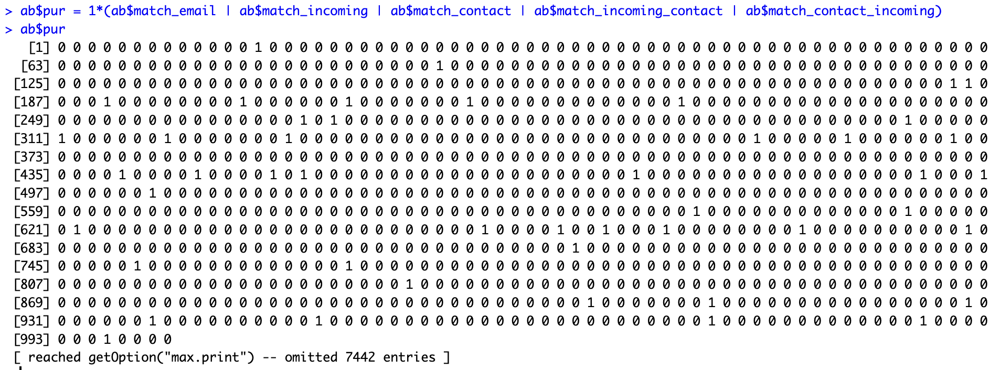 > ab$pur = 1*(ab$match_email | ab$match_incoming | ab$match_contact | ab$match_incoming_contact | ab$match_contact_incoming)
> ab$pur
[1] 0 0 0 0 0 0 0 0 0 0 0 0 0 1 0 0 0 0 0 0 0 0 0 0 0 0 0 0 0 0 0 0 0 0 0 0 0 0 0 0 0 0 0 0 0 0 0 0 0 0 0 0 0 0 0 0 0 0 0 0 0 0
[63] 0 0 0 0 0 0 0 0 0 0 0 0 0 0 0 0 0 0 0 0 0 0 0 0 0 1 0 0 0 0 0 0 0 0 0 0 0 0 0 0 0 0 0 0 0 0 0 0 0 0 0 0 0 0 0 0 0 0 0 0 0 0
[125] 0 0 0 0 0 0 0 0 0 0 0 0 0 0 0 0 0 0 0 0 0 0 0 0 0 0 0 0 0 0 0 0 0 0 0 0 0 0 0 0 0 0 0 0 0 0 0 0 0 0 0 0 0 0 0 0 0 0 0 1 1 0
[187] 0 0 0 1 0 0 0 0 0 0 0 0 1 0 0 0 0 0 0 1 0 0 0 0 0 0 0 1 0 0 0 0 0 0 0 0 0 0 0 0 0 1 0 0 0 0 0 0 0 0 0 0 0 0 0 0 0 0 0 0 0 0
[249] 0 0 0 0 0 0 0 0 0 0 0 0 0 0 0 0 1 0 1 0 0 0 0 0 0 0 0 0 0 0 0 0 0 0 0 0 0 0 0 0 0 0 0 0 0 0 0 0 0 0 0 0 0 0 0 0 1 0 0 0 0 0
[311] 1 0 0 0 0 0 0 1 0 0 0 0 0 0 0 1 0 0 0 0 0 0 0 0 0 0 0 0 0 0 0 0 0 0 0 0 0 0 0 0 0 0 0 0 0 0 1 0 0 0 0 0 1 0 0 0 0 0 0 1 0 0
[373] 0 0 0 0 0 0 0 0 0 0 0 0 0 0 0 0 0 0 0 0 0 0 0 0 0 0 0 0 0 0 0 0 0 0 0 0 0 0 0 0 0 0 0 0 0 0 0 0 0 0 0 0 0 0 0 0 0 0 0 0 0 0
[435] 0 0 0 0 1 0 0 0 0 1 0 0 0 0 1 0 1 0 0 0 0 0 0 0 0 0 0 0 0 0 0 0 0 0 0 0 0 0 1 0 0 0 0 0 0 0 0 0 0 0 0 0 0 0 0 0 0 1 0 0 0 1
[497] 0 0 0 0 0 0 1 0 0 0 0 0 0 0 0 0 0 0 0 0 0 0 0 0 0 0 0 0 0 0 0 0 0 0 0 0 0 0 0 0 0 0 0 0 0 0 0 0 0 0 0 0 0 0 0 0 0 0 0 0 0 0
[559] 0 0 0 0 0 0 0 0 0 0 0 0 0 0 0 0 0 0 0 0 0 0 0 0 0 0 0 0 0 0 0 0 0 0 0 0 0 0 0 0 0 0 1 0 0 0 0 0 0 0 0 0 0 0 0 0 1 0 0 0 0 0
[621] 0 1 0 0 0 0 0 0 0 0 0 0 0 0 0 0 0 0 0 0 0 0 0 0 0 0 0 0 1 0 0 0 0 1 0 0 1 0 0 0 1 0 0 0 0 0 0 0 0 1 0 0 0 0 0 0 0 0 0 0 1 0
[683] 0 0 0 0 0 0 0 0 0 0 0 0 0 0 0 0 0 0 0 0 0 0 0 0 0 0 0 0 0 0 0 0 0 0 1 0 0 0 0 0 0 0 0 0 0 0 0 0 0 0 0 0 0 0 0 0 0 0 0 0 0 0
[745] 0 0 0 0 0 1 0 0 0 0 0 0 0 0 0 0 0 0 0 1 0 0 0 0 0 0 0 0 0 0 0 0 0 0 0 0 0 0 0 0 0 0 0 0 0 0 0 0 0 0 0 0 0 0 0 0 0 0 0 0 0 0
[807] 0 0 0 0 0 0 0 0 0 0 0 0 0 0 0 0 0 0 0 0 0 0 0 1 0 0 0 0 0 0 0 0 0 0 0 0 0 0 0 0 0 0 0 0 0 0 0 0 0 0 0 0 0 0 0 0 0 0 0 0 0 0
[869] 0 0 0 0 0 0 0 0 0 0 0 0 0 0 0 0 0 0 0 0 0 0 0 0 0 0 0 0 0 0 0 0 0 0 0 1 0 0 0 0 0 0 0 1 0 0 0 0 0 0 0 0 0 0 0 0 0 0 0 0 1 0
[931] 0 0 0 0 0 0 1 0 0 0 0 0 0 0 0 0 0 1 0 0 0 0 0 0 0 0 0 0 0 0 0 0 0 0 0 0 0 0 0 0 0 0 0 1 0 0 0 0 0 0 0 0 0 0 0 0 0 1 0 0 0 0
[993] 0 0 0 1 0 0 0 0
[ reached getOption("max.print") -- omitted 7442 entries ]